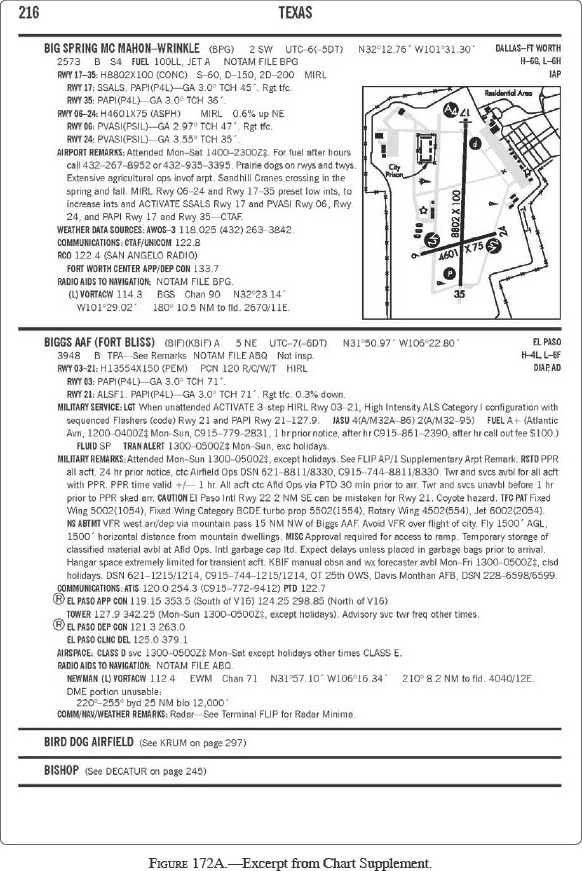 216
TEXAS
BIG SPRING MC MAHON–WRINKLE (BPG) 2 SW UTC–6(–5DT) N32°12.76´ W101°31.30´ DALLAS–FT WORTH
2573 B S4 FUEL 100LL, JET A NOTAM FILE BPG H–6G, L–6H
RWY 17–35: H8802X100 (CONC) S–60, D–150, 2D–200 MIRL IAP
RWY 17: SSALS. PAPI(P4L)—GA 3.0° TCH 45´. Rgt tfc.
RWY 35: PAPI(P4L)—GA 3.0° TCH 36´.
RWY 06–24: H4601X75 (ASPH) MIRL 0.6% up NE
RWY 06: PVASI(PSIL)—GA 2.97° TCH 47´. Rgt tfc.
RWY 24: PVASI(PSIL)—GA 3.55° TCH 35´.
AIRPORT REMARKS: Attended Mon–Sat 1400–2300Z‡. For fuel after hours
call 432–267–8952 or 432–935–3395. Prairie dogs on rwys and twys.
Extensive agricultural ops invof arpt. Sandhill Cranes crossing in the
spring and fall. MIRL Rwy 06–24 and Rwy 17–35 preset low ints, to
increase ints and ACTIVATE SSALS Rwy 17 and PVASI Rwy 06, Rwy
24, and PAPI Rwy 17 and Rwy 35—CTAF.
WEATHER DATA SOURCES: AWOS–3 118.025 (432) 263–3842.
COMMUNICATIONS: CTAF/UNICOM 122.8
RCO 122.4 (SAN ANGELO RADIO)
FORT WORTH CENTER APP/DEP CON 133.7
RADIO AIDS TO NAVIGATION: NOTAM FILE BPG.
(L) VORTACW 114.3 BGS Chan 90 N32°23.14´
W101°29.02´ 180° 10.5 NM to fld. 2670/11E.
Residential Area
A4
17
P
City
Prison
8802 X 100
4601 X 75
6
24
P
35
BIGGS AAF (FORT BLISS) (BIF)(KBIF) A 5 NE UTC–7(–6DT) N31°50.97´ W106°22.80´ EL PASO
3948 B TPA—See Remarks NOTAM FILE ABQ Not insp. H–4L, L–6F
RWY 03–21: H13554X150 (PEM) PCN 120 R/C/W/T HIRL DIAP, AD
RWY 03: PAPI(P4L)—GA 3.0° TCH 71´.
RWY 21: ALSF1. PAPI(P4L)—GA 3.0° TCH 71´. Rgt tfc. 0.3% down.
MILITARY SERVICE: LGT When unattended ACTIVATE 3–step HIRL Rwy 03–21, High Intensity ALS Category I configuration with
sequenced Flashers (code) Rwy 21 and PAPI Rwy 21–127.9. JASU 4(A/M32A–86) 2(A/M32–95) FUEL A+ (Atlantic
Avn, 1200–0400Z‡ Mon–Sun, C915–779–2831, 1 hr prior notice, after hr C915–861–2390, after hr call out fee $100.)
FLUID SP TRAN ALERT 1300–0500Z‡ Mon–Sun, exc holidays.
MILITARY REMARKS: Attended Mon–Sun 1300–0500Z‡, except holidays. See FLIP AP/1 Supplementary Arpt Remark. RSTD PPR
all acft. 24 hr prior notice, ctc Airfield Ops DSN 621–8811/8330, C915–744–8811/8330. Twr and svcs avbl for all acft
with PPR. PPR time valid +/— 1 hr. All acft ctc Afld Ops via PTD 30 min prior to arr. Twr and svcs unavbl before 1 hr
prior to PPR sked arr. CAUTION El Paso Intl Rwy 22 2 NM SE can be mistaken for Rwy 21. Coyote hazard. TFC PAT Fixed
Wing 5002(1054), Fixed Wing Category BCDE turbo prop 5502(1554), Rotary Wing 4502(554), Jet 6002(2054).
NS ABTMT VFR west arr/dep via mountain pass 15 NM NW of Biggs AAF. Avoid VFR over flight of city. Fly 1500´ AGL,
1500´ horizontal distance from mountain dwellings. MISC Approval required for access to ramp. Temporary storage of
classified material avbl at Afld Ops. Intl garbage cap ltd. Expect delays unless placed in garbage bags prior to arrival.
Hangar space extremely limited for transient acft. KBIF manual obsn and wx forecaster avbl Mon–Fri 1300–0500Z‡, clsd
holidays. DSN 621–1215/1214, C915–744–1215/1214, OT 25th OWS, Davis Monthan AFB, DSN 228–6598/6599.
COMMUNICATIONS: ATIS 120.0 254.3 (C915–772–9412) PTD 122.7
Ⓡ EL PASO APP CON 119.15 353.5 (South of V16) 124.25 298.85 (North of V16)
TOWER 127.9 342.25 (Mon–Sun 1300–0500Z‡, except holidays). Advisory svc twr freq other times.
Ⓡ EL PASO DEP CON 121.3 263.0
EL PASO CLNC DEL 125.0 379.1
AIRSPACE: CLASS D svc 1300–0500Z‡ Mon–Sat except holidays other times CLASS E.
RADIO AIDS TO NAVIGATION: NOTAM FILE ABQ.
NEWMAN (L) VORTACW 112.4 EWM Chan 71 N31°57.10´ W106°16.34´ 210° 8.2 NM to fld. 4040/12E.
DME portion unusable:
220°–255° byd 25 NM blo 12,000´
COMM/NAV/WEATHER REMARKS: Radar—See Terminal FLIP for Radar Minima.
BIRD DOG AIRFIELD (See KRUM on page 297)
BISHOP (See DECATUR on page 245)
FIGURE 172A.—Excerpt from Chart Supplement.